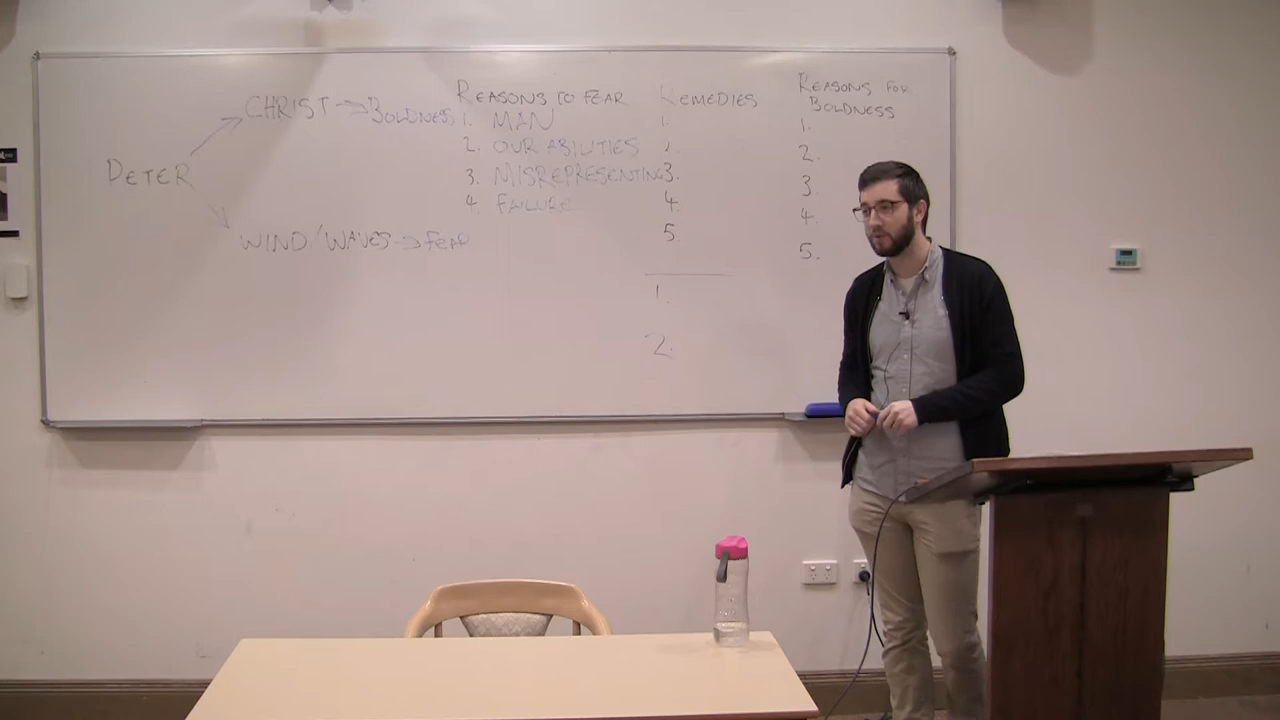 DETER
CHRIST → BOLDNESS
WIND/WAVES → FEAR
REASONS TO FEAR
1. MAN
2. OUR ABILITIES
3. MISREPRESENTING
4. FAILURE
REMEDIES
1.
2.
3.
4.
5
1.
2.
REASONS FOR
BOLDNESS
1.
2.
3.
4.
5.